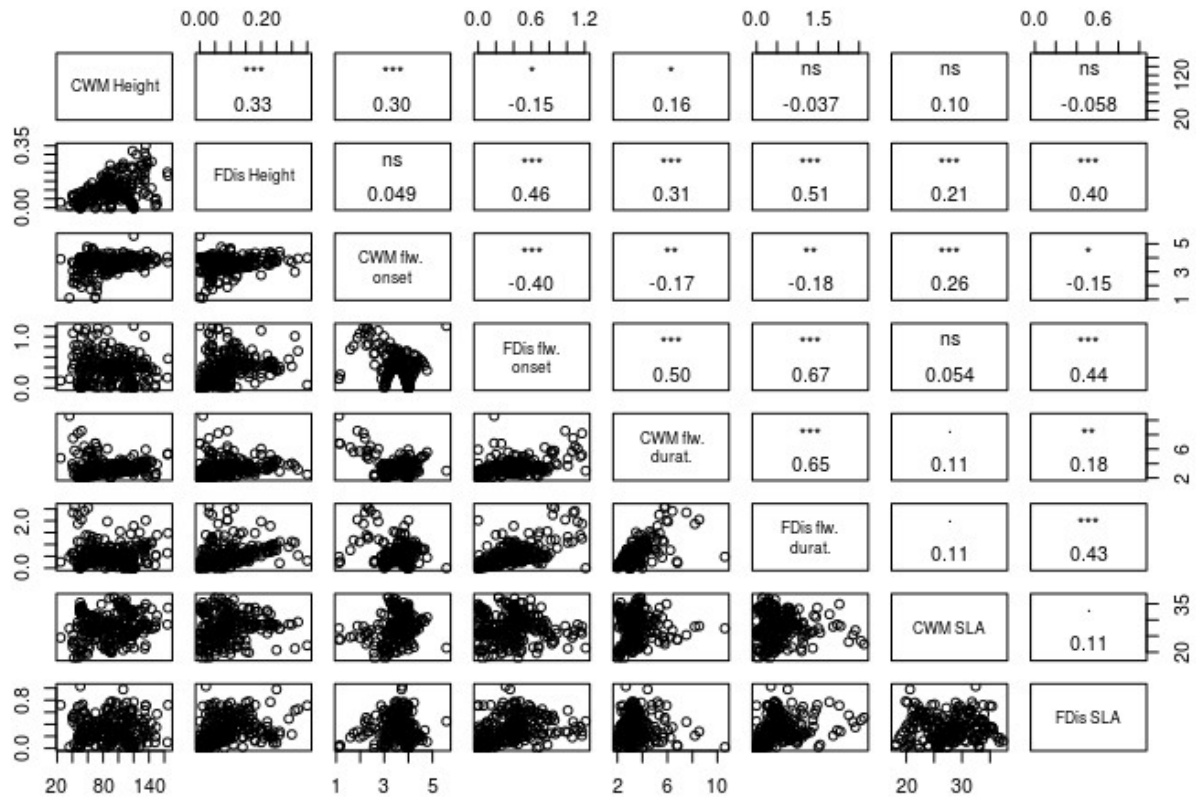 0.00 0.20 0.0 0.6 1.2 0.0 1.5 0.0 0.6
*** *** * * ns ns ns
CWM Height 0.33 0.30 -0.15 0.16 -0.037 0.10 -0.058 20 120
ns *** *** *** *** ***
0.00 0.35 FDis Height 0.049 0.46 0.31 0.51 0.21 0.40
CWM flw. *** ** ** *** *
onset -0.40 -0.17 -0.18 0.26 -0.15 1 3 5
0.0 1.0 FDis flw. *** *** ns ***
onset 0.50 0.67 0.054 0.44
CWM flw. *** . **
durat. 0.65 0.11 0.18 2 6
0.0 2.0 FDis flw. . ***
durat. 0.11 0.43
CWM SLA . 20 35
0.11
0.0 0.8 FDis SLA
20 80 140 1 3 5 2 6 10 20 30